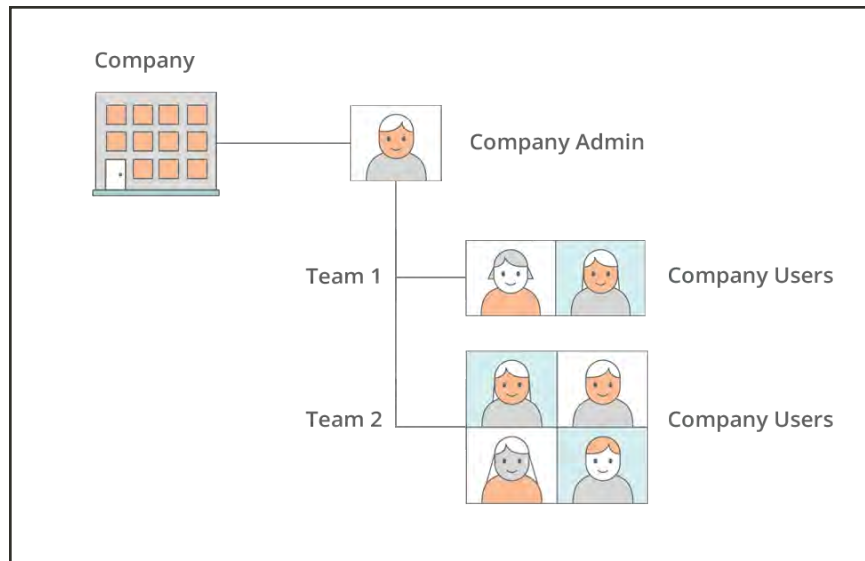 Company
Company Admin
Team 1
Company Users
Team 2
Company Users